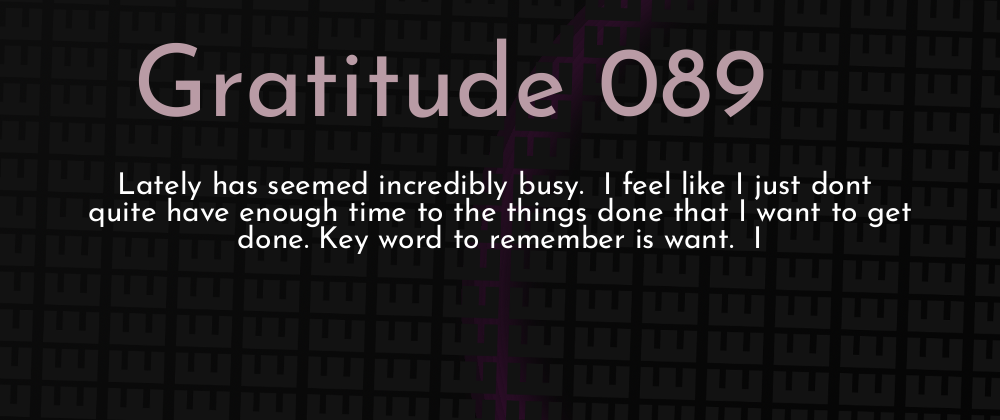 Gratitude 089
Lately has seemed incredibly busy.  I feel like I just dont
quite have enough time to the things done that I want to get
done. Key word to remember is want.  I